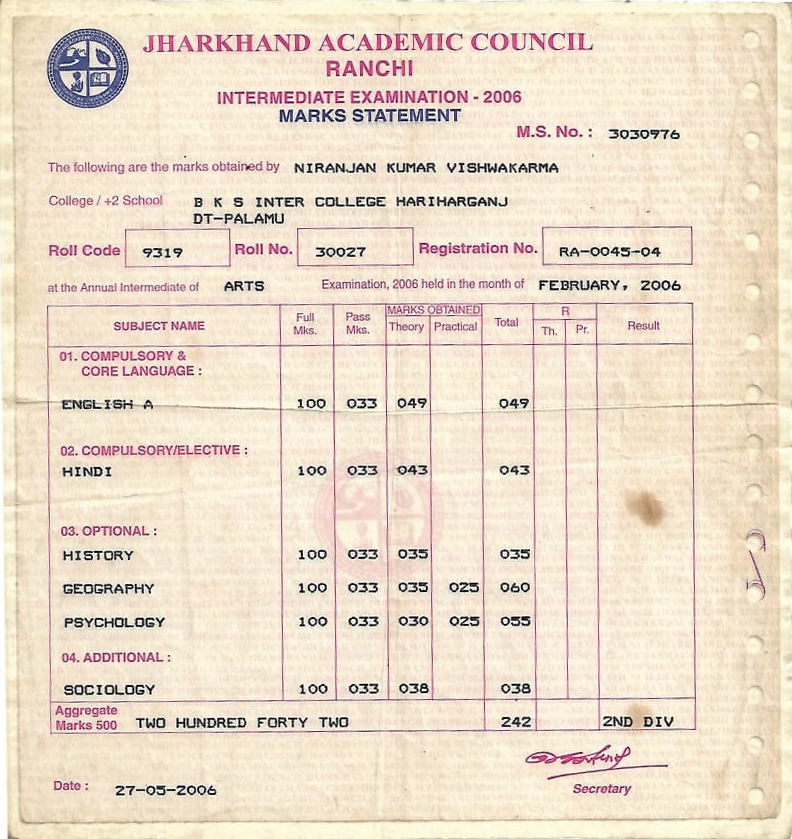 JHARKHAND ACADEMIC COUNCIL
RANCHI
INTERMEDIATE EXAMINATION - 2006
MARKS STATEMENT
M.S. No. : 3030976
The following are the marks obtained by NIRANJAN KUMAR VISHWAKARMA
College / +2 School B K S INTER COLLEGE HARIHARGANJ
DT-PALAMU
Roll Code 9319 Roll No. 30027 Registration No. RA-0045-04
at the Annual Intermediate of ARTS Examination, 2006 held in the month of FEBRUARY, 2006
SUBJECT NAME Full Mks. Pass Mks. MARKS OBTAINED Theory Practical Total R Th. Pr. Result
01. COMPULSORY &
CORE LANGUAGE :
ENGLISH A 100 033 049 049
02. COMPULSORY/ELECTIVE :
HINDI 100 033 043 043
03. OPTIONAL :
HISTORY 100 033 035 035
GEOGRAPHY 100 033 035 025 060
PSYCHOLOGY 100 033 030 025 055
04. ADDITIONAL :
SOCIOLOGY 100 033 038 038
Aggregate
Marks 500 TWO HUNDRED FORTY TWO 242 2ND DIV
Date : 27-05-2006
Secretary